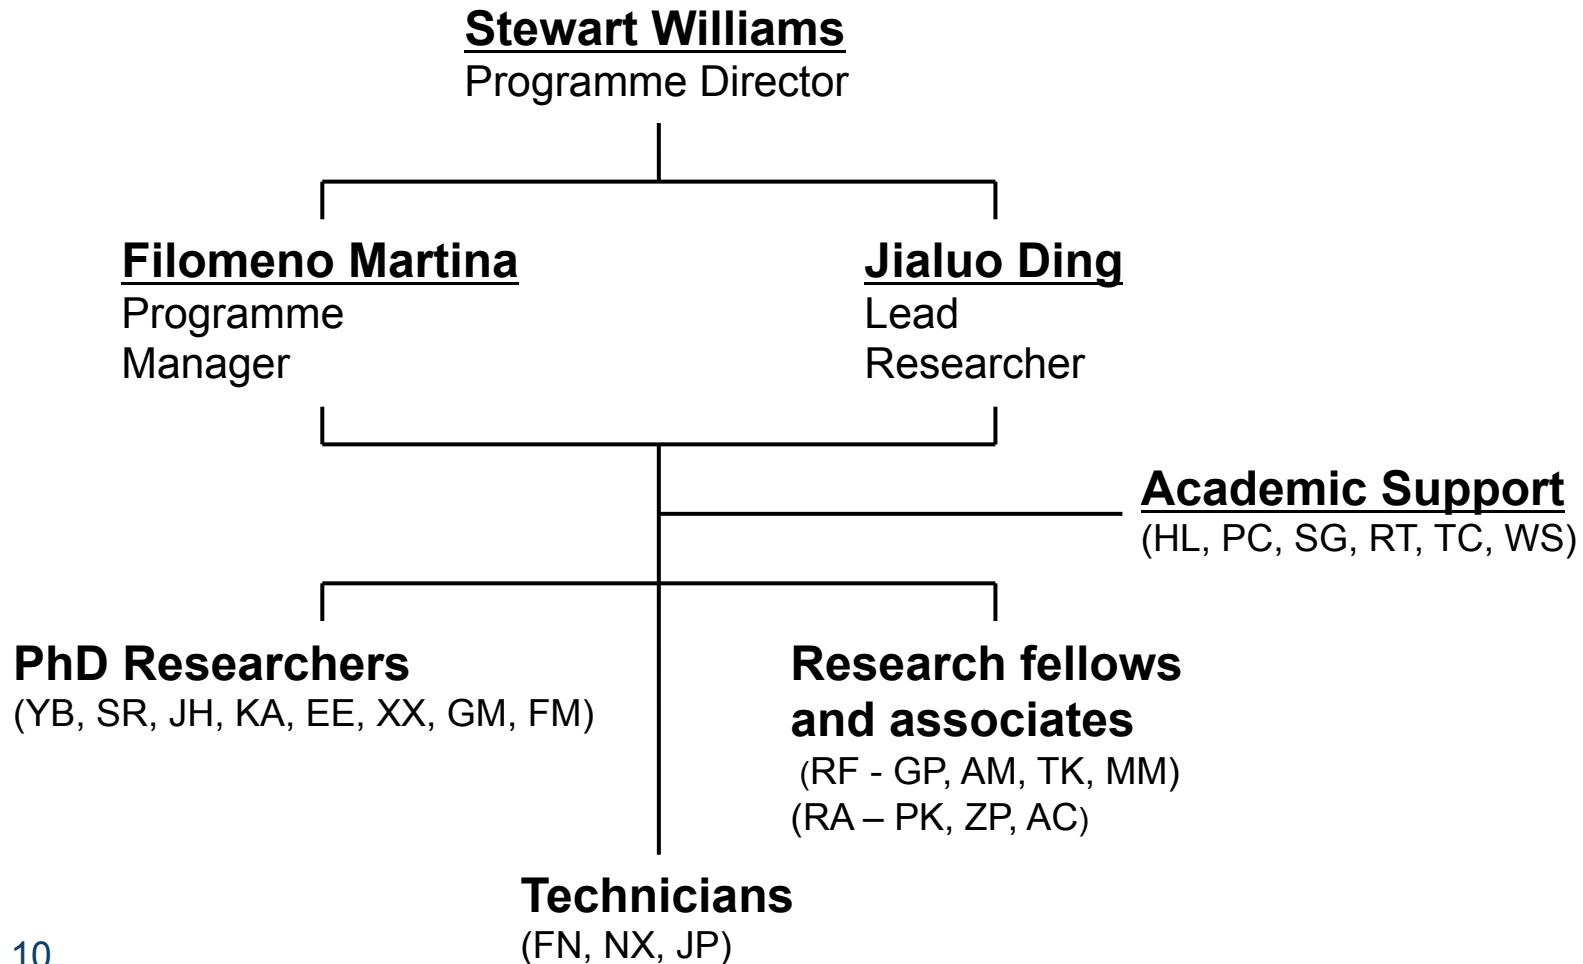 Stewart Williams
Programme Director
Filomeno Martina
Programme
Manager
Jialuo Ding
Lead
Researcher
Academic Support
(HL, PC, SG, RT, TC, WS)
PhD Researchers
(YB, SR, JH, KA, EE, XX, GM, FM)
Research fellows
and associates
(RF - GP, AM, TK, MM)
(RA – PK, ZP, AC)
Technicians
(FN, NX, JP)
10